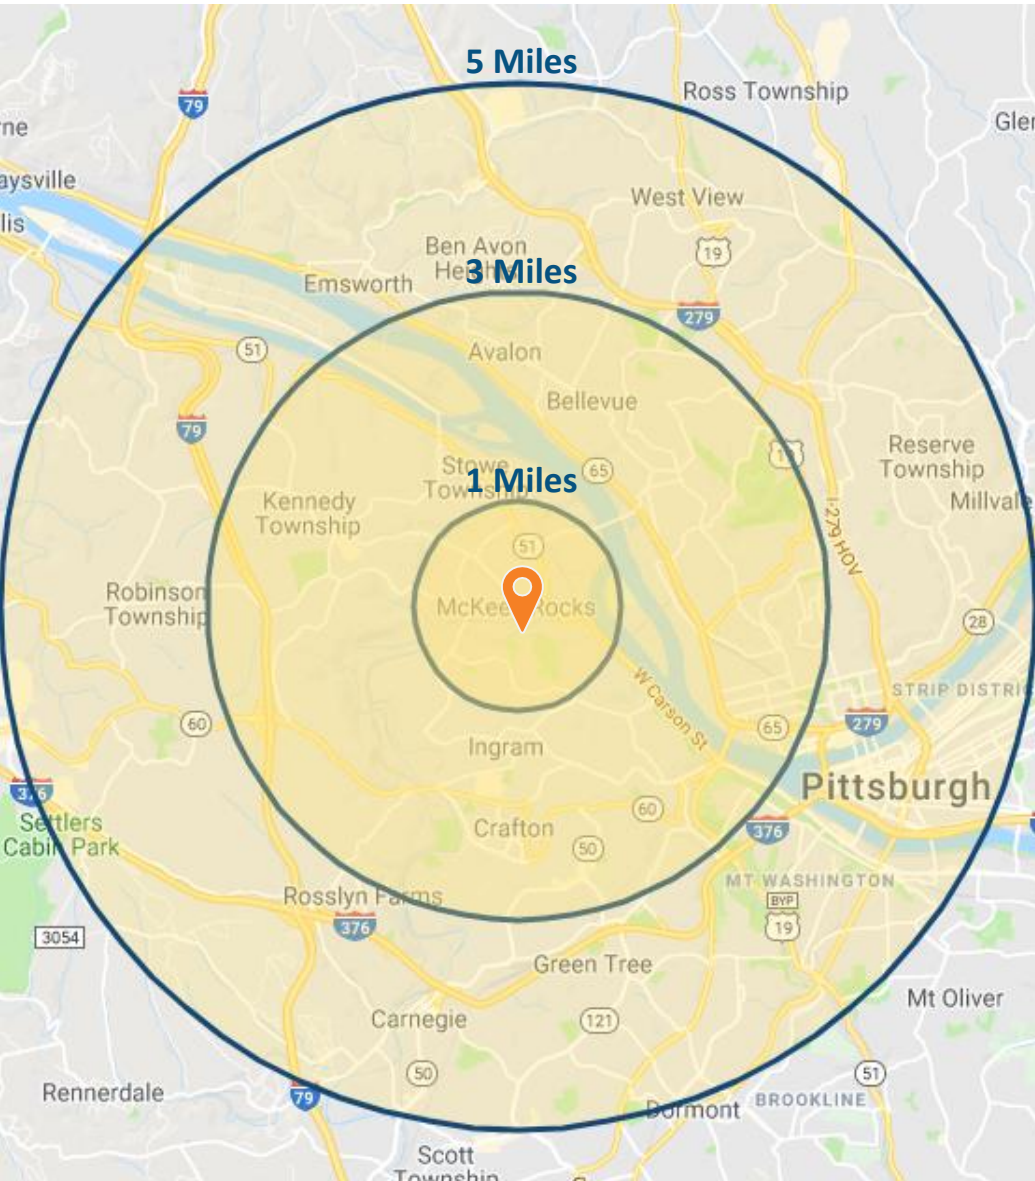 5 Miles
79
Ross Township
Gler
rne
aysville
lis
West View
Ben Avon
Heights
19
3 Miles
Emsworth
279
51
Avalon
Bellevue
79
Reserve
Township
19
Stowe
Township
65
1 Miles
Kennedy
Township
Millvale
I-279 HOV
51
Robinson
Township
McKees Rocks
28
W Carson St
STRIP DISTRI
60
65
279
Ingram
376
Pittsburgh
60
Settlers
Cabin Park
Crafton
376
50
MT WASHINGTON
Rosslyn Farms
BYP
19
376
3054
Green Tree
Mt Oliver
Carnegie
121
50
51
Rennerdale
79
Dormont
BROOKLINE
Scott
Township